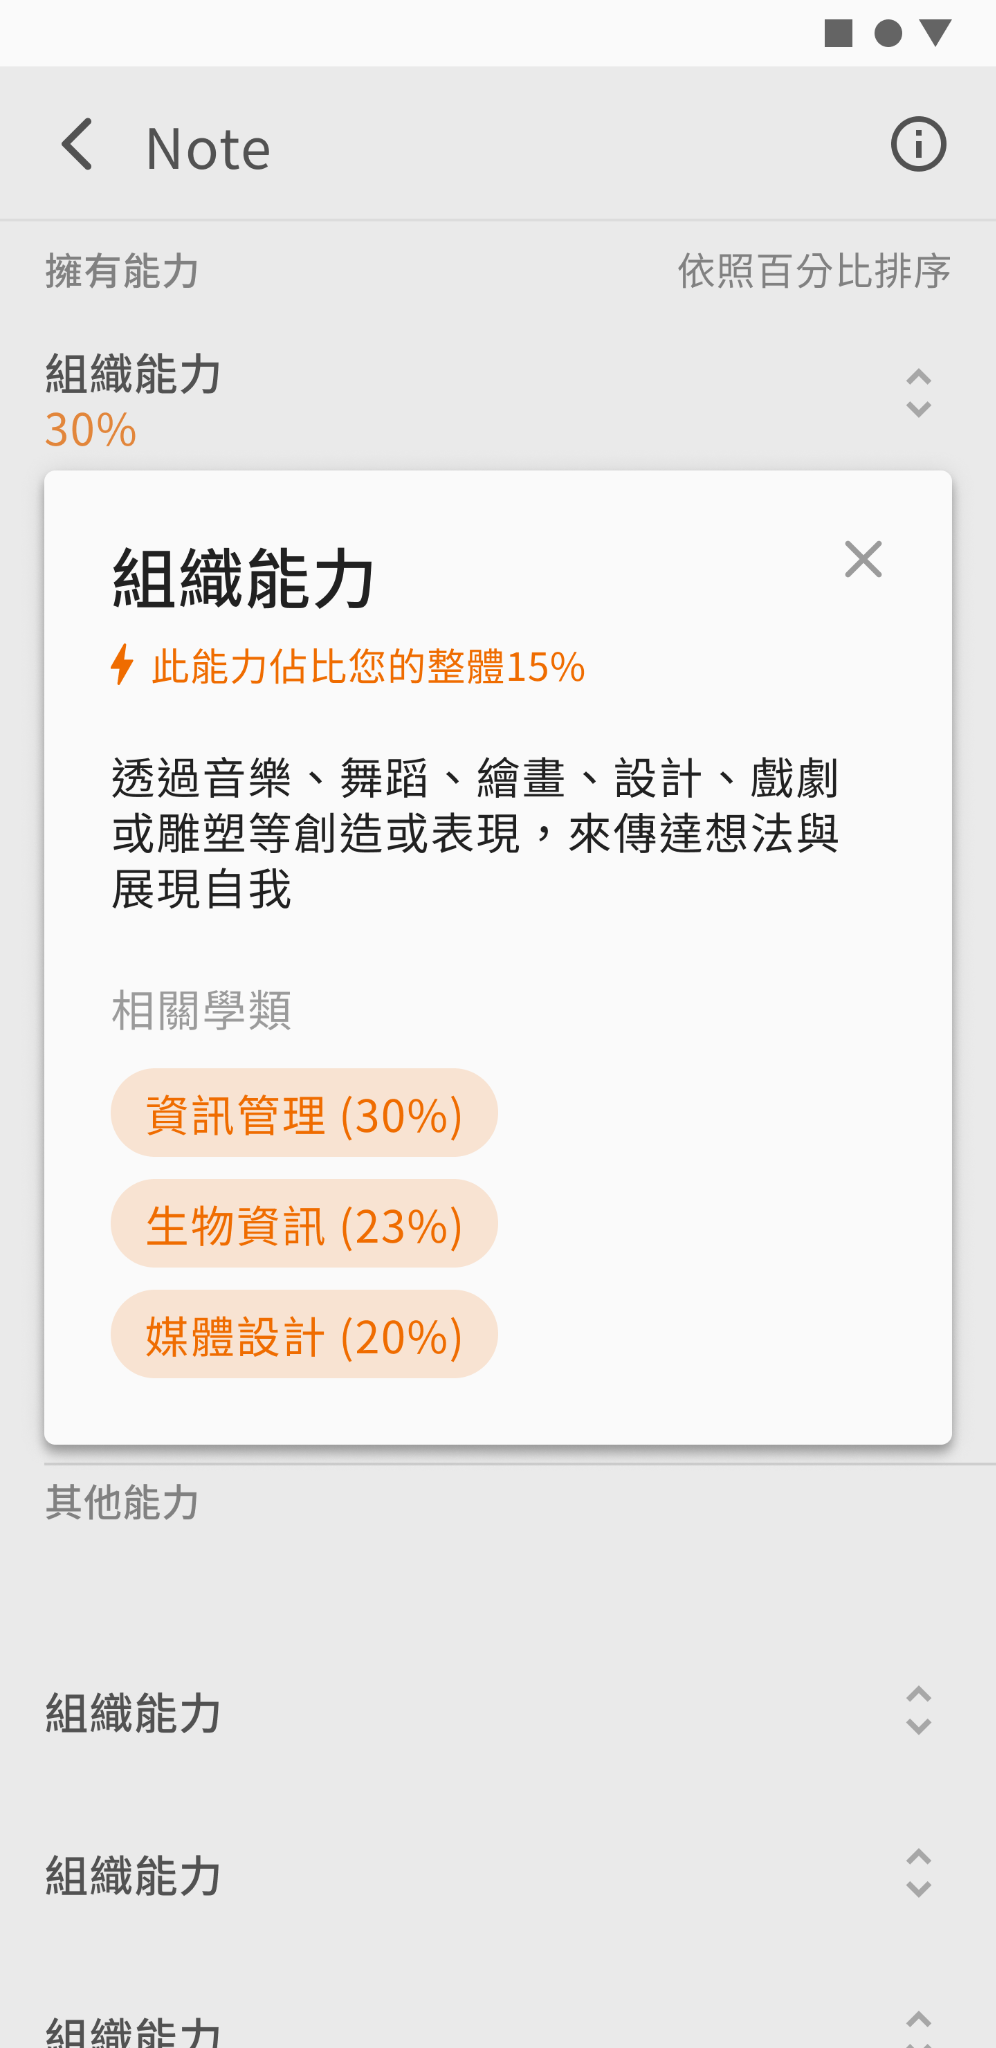 Note
擁有能力
依照百分比排序
組織能力
30%
組織能力
此能力佔比您的整體15%
透過音樂、舞蹈、繪畫、設計、戲劇
或雕塑等創造或表現，來傳達想法與
展現自我
相關學類
資訊管理 (30%)
生物資訊 (23%)
媒體設計 (20%)
其他能力
組織能力
組織能力
組織能力